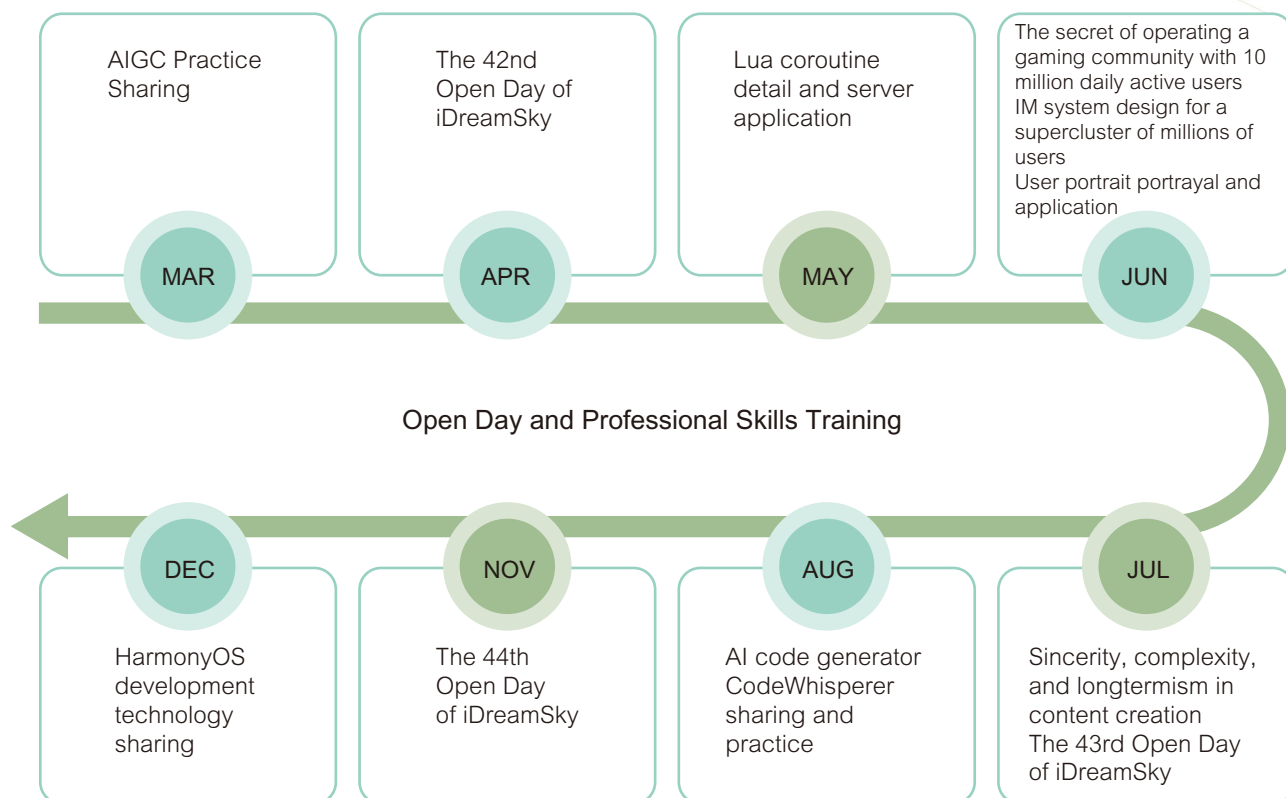 AIGC Practice
Sharing
MAR
The 42nd
Open Day of
iDreamSky
APR
Lua coroutine
detail and server
application
MAY
The secret of operating a
gaming community with 10
million daily active users
IM system design for a
supercluster of millions of
users
User portrait portrayal and
application
JUN
Open Day and Professional Skills Training
JUL
Sincerity, complexity,
and longtermism in
content creation
The 43rd Open Day
of iDreamSky
AUG
AI code generator
CodeWhisperer
sharing and
practice
NOV
The 44th
Open Day
of iDreamSky
DEC
HarmonyOS
development
technology
sharing